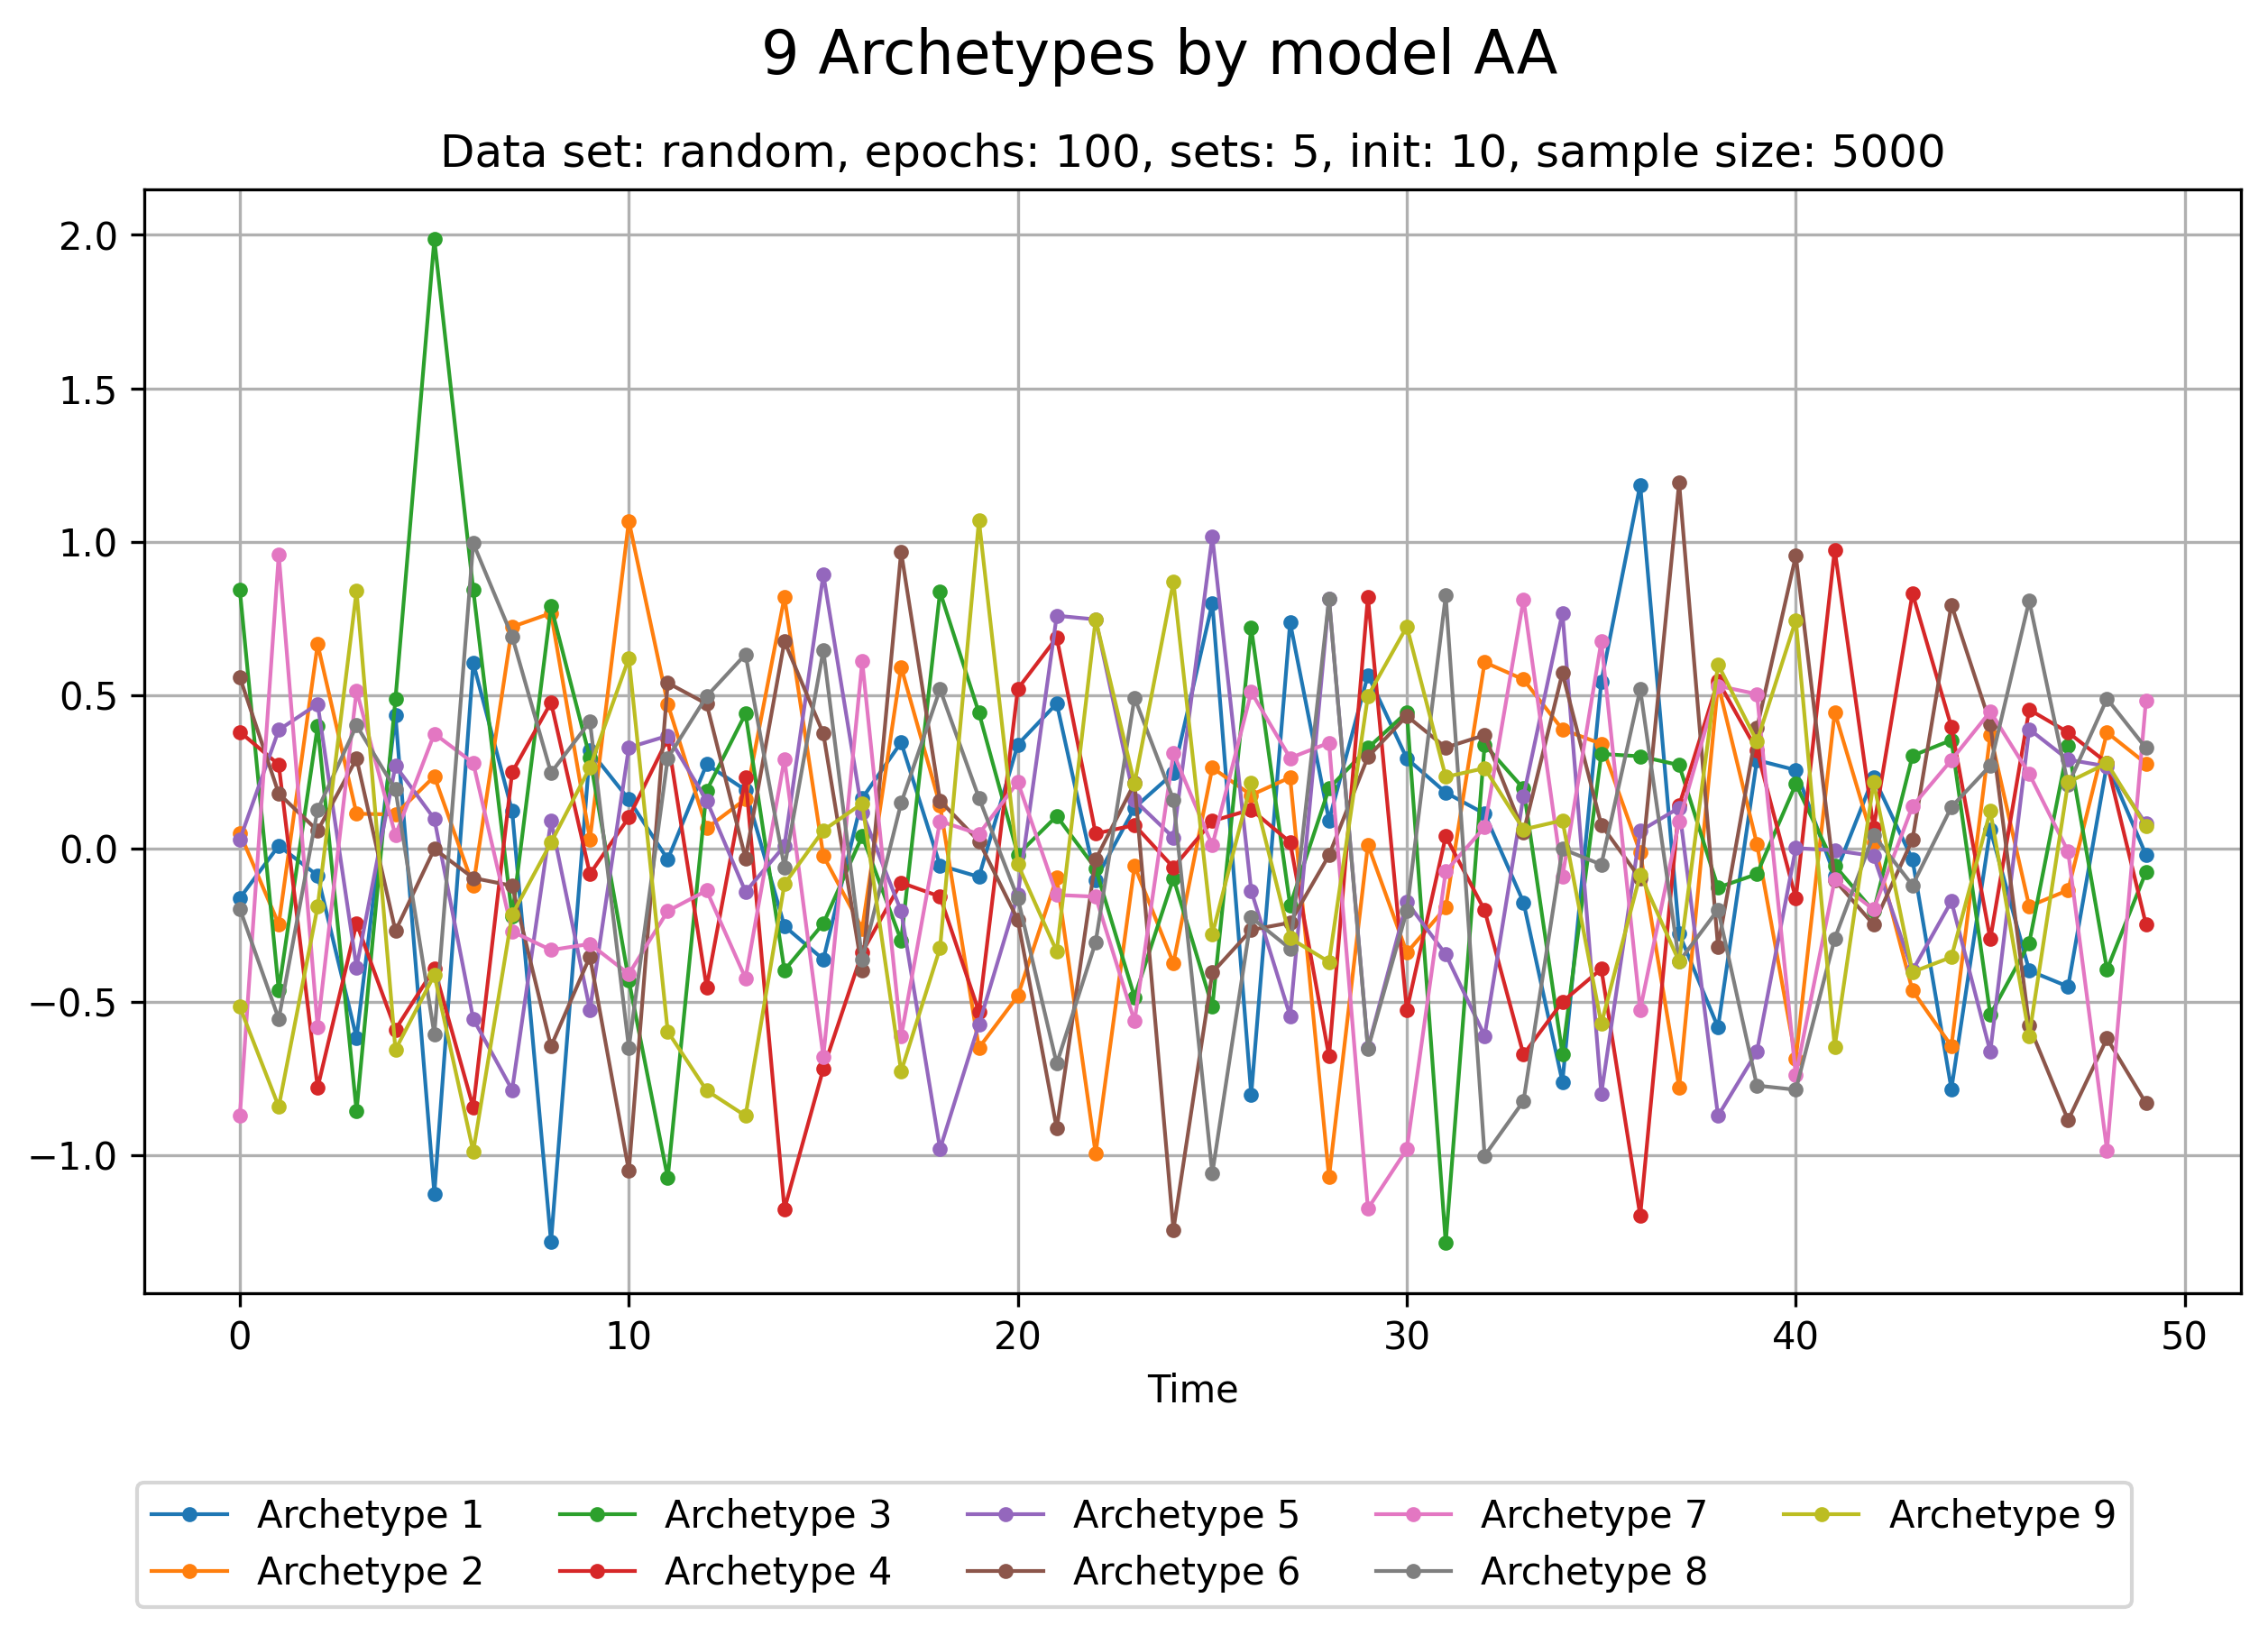 9 Archetypes by model AA
Data set: random, epochs: 100, sets: 5, init: 10, sample size: 5000
2.0
1.5
1.0
0.5
0.0
−0.5
−1.0
0 10 20 30 40 50
Time
Archetype 1 Archetype 3 Archetype 5 Archetype 7 Archetype 9
Archetype 2 Archetype 4 Archetype 6 Archetype 8